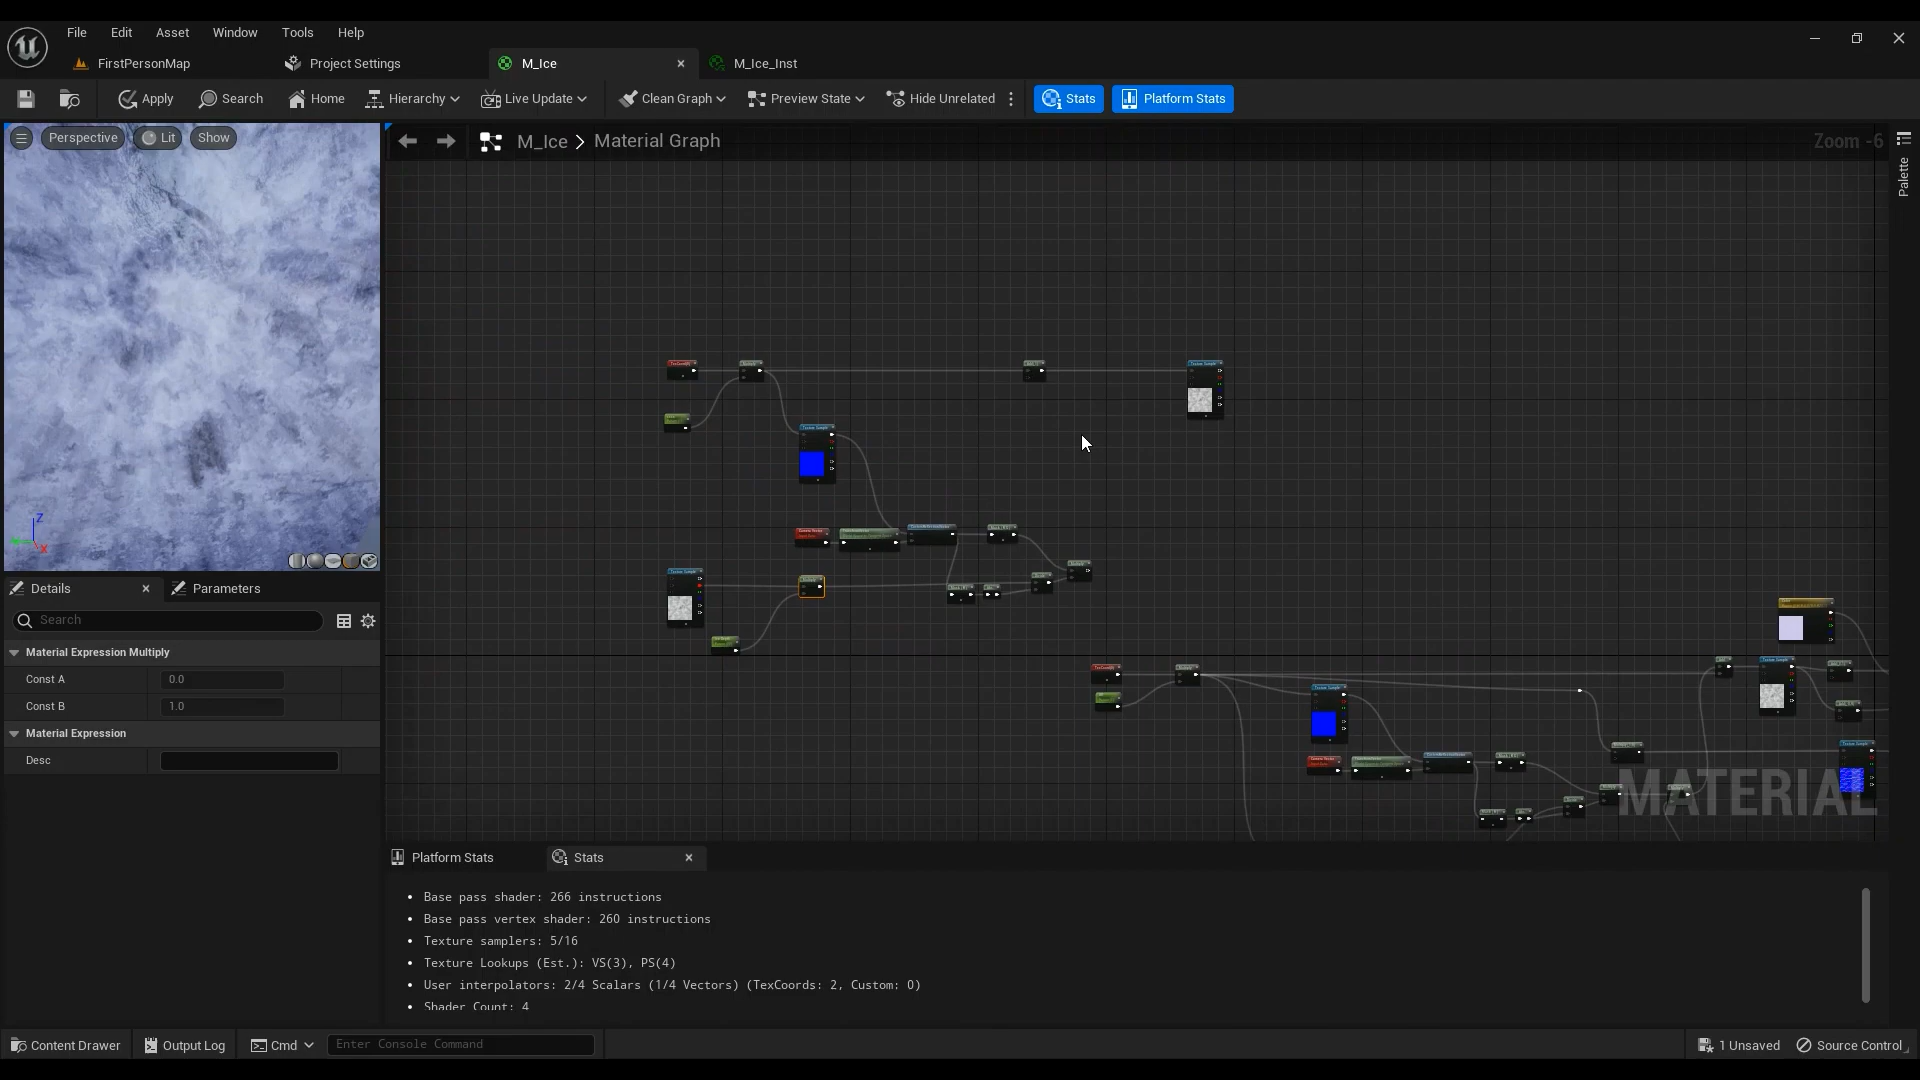 File
Edit
Asset
Window
Tools
Help
FirstPersonMap
Project Settings
M_Ice
M_Ice_Inst
Apply
Search
Home
Hierarchy
Live Update
Clean Graph
Preview State
Hide Unrelated
Stats
Platform Stats
Perspective
Lit
Show
M_Ice > Material Graph
Zoom -6
Palette
Z
X
Details
Parameters
Search
Material Expression Multiply
Const A 0.0
Const B 1.0
Material Expression
Desc
MATERIAL
Platform Stats
Stats
• Base pass shader: 266 instructions
• Base pass vertex shader: 260 instructions
• Texture samplers: 5/16
• Texture Lookups (Est.): VS(3), PS(4)
• User interpolators: 2/4 Scalars (1/4 Vectors) (TexCoords: 2, Custom: 0)
• Shader Count: 4
Content Drawer
Output Log
Cmd
Enter Console Command
1 Unsaved
Source Control